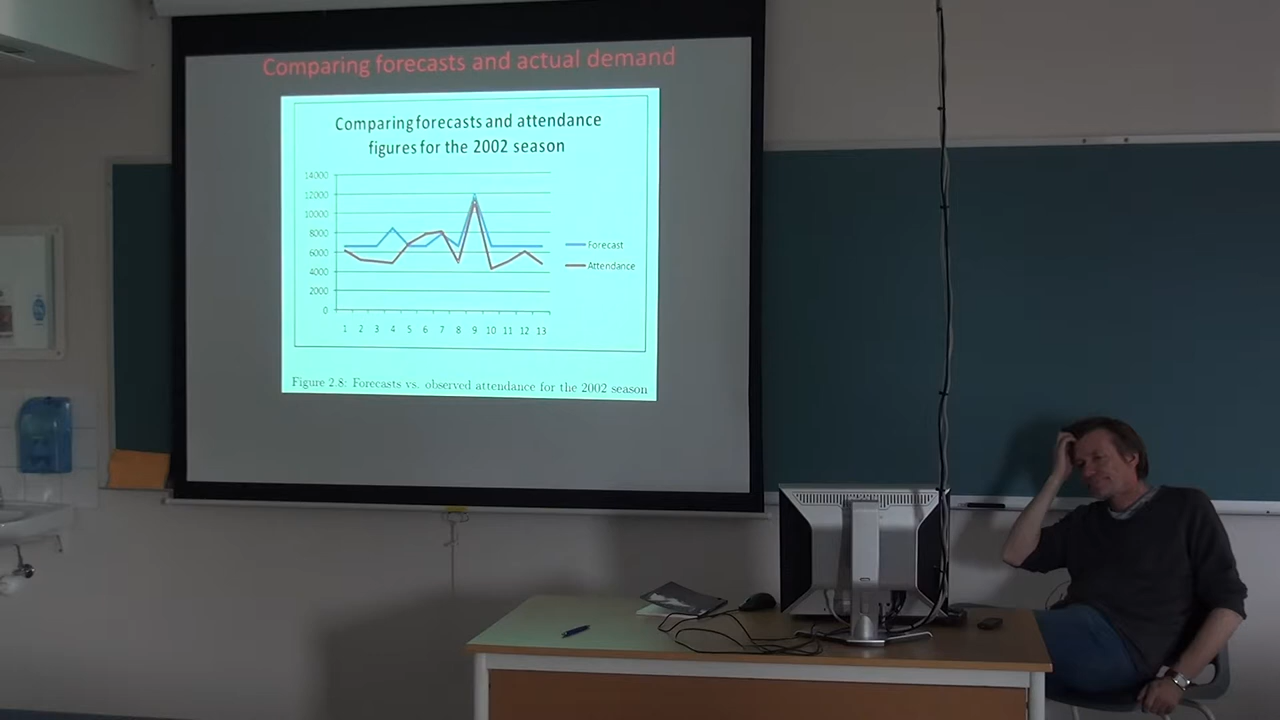 Comparing forecasts and actual demand
Comparing forecasts and attendance
figures for the 2002 season
14000
12000
10000
8000
6000
4000
2000
0
Forecast
Attendance
1 2 3 4 5 6 7 8 9 10 11 12 13
Figure 2.8: Forecasts vs. observed attendance for the 2002 season